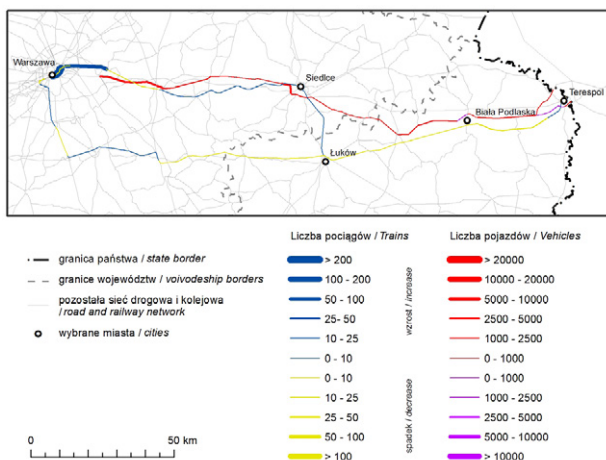 Warszawa
Siedlce
Terespol
Biała Podlaska
Łuków
granica państwa / state border
granice województw / voivodeship borders
pozostała sieć drogowa i kolejowa
/ road and railway network
wybrane miasta / cities
0 50 km
Liczba pociągów / Trains
> 200
100 - 200
50 - 100
25- 50
10 - 25
0 - 10
0 - 10
10 - 25
25 - 50
50 - 100
> 100
wzrost / increase
spadek / decrease
Liczba pojazdów / Vehicles
> 20000
10000 - 20000
5000 - 10000
2500 - 5000
1000 - 2500
0 - 1000
0 - 1000
1000 - 2500
2500 - 5000
5000 - 10000
> 10000